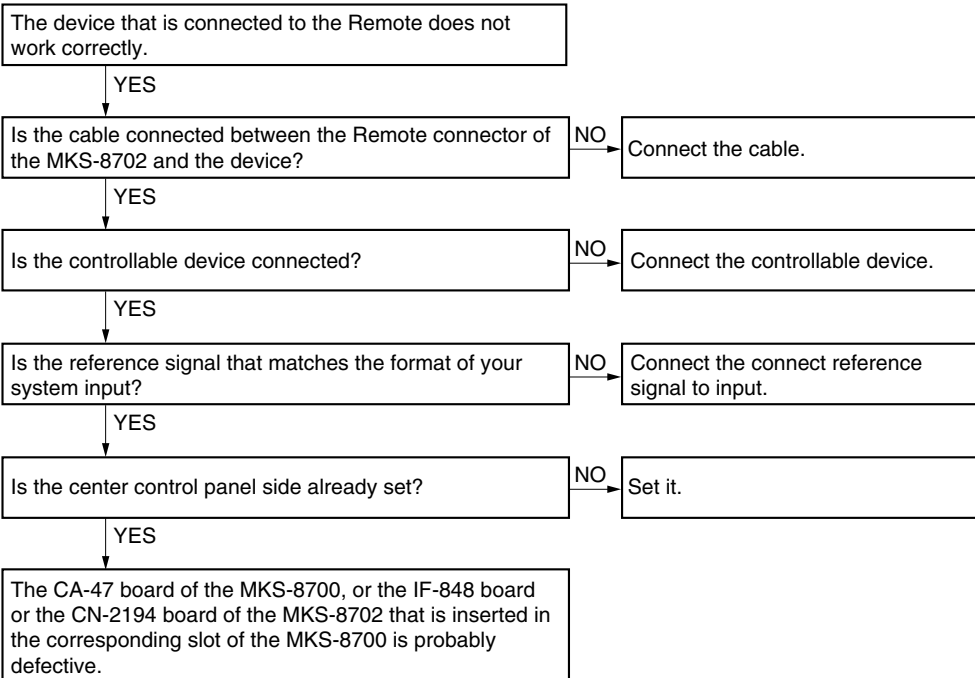 The device that is connected to the Remote does not
work correctly.
YES
Is the cable connected between the Remote connector of
the MKS-8702 and the device?
NO
Connect the cable.
YES
Is the controllable device connected?
NO
Connect the controllable device.
YES
Is the reference signal that matches the format of your
system input?
NO
Connect the connect reference
signal to input.
YES
Is the center control panel side already set?
NO
Set it.
YES
The CA-47 board of the MKS-8700, or the IF-848 board
or the CN-2194 board of the MKS-8702 that is inserted in
the corresponding slot of the MKS-8700 is probably
defective.